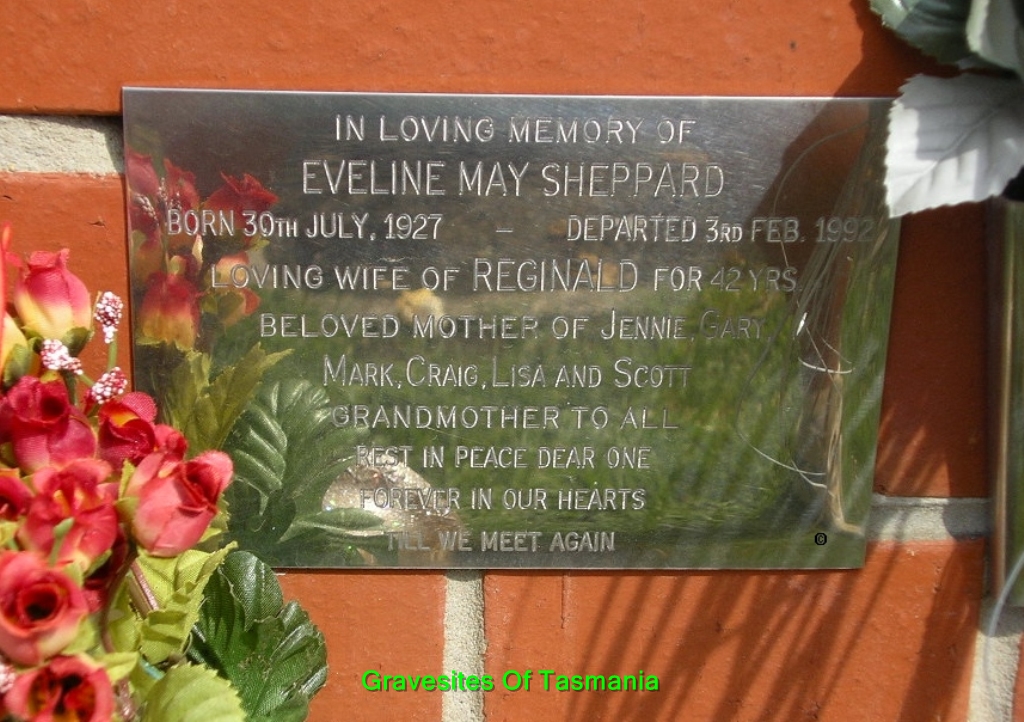 IN LOVING MEMORY OF
EVELINE MAY SHEPPARD
BORN 30TH JULY, 1927 – DEPARTED 3RD FEB. 1992
LOVING WIFE OF REGINALD FOR 42 YRS.
BELOVED MOTHER OF JENNIE, GARY,
MARK, CRAIG, LISA AND SCOTT
GRANDMOTHER TO ALL
REST IN PEACE DEAR ONE
FOREVER IN OUR HEARTS
TILL WE MEET AGAIN
©
Gravesites Of Tasmania